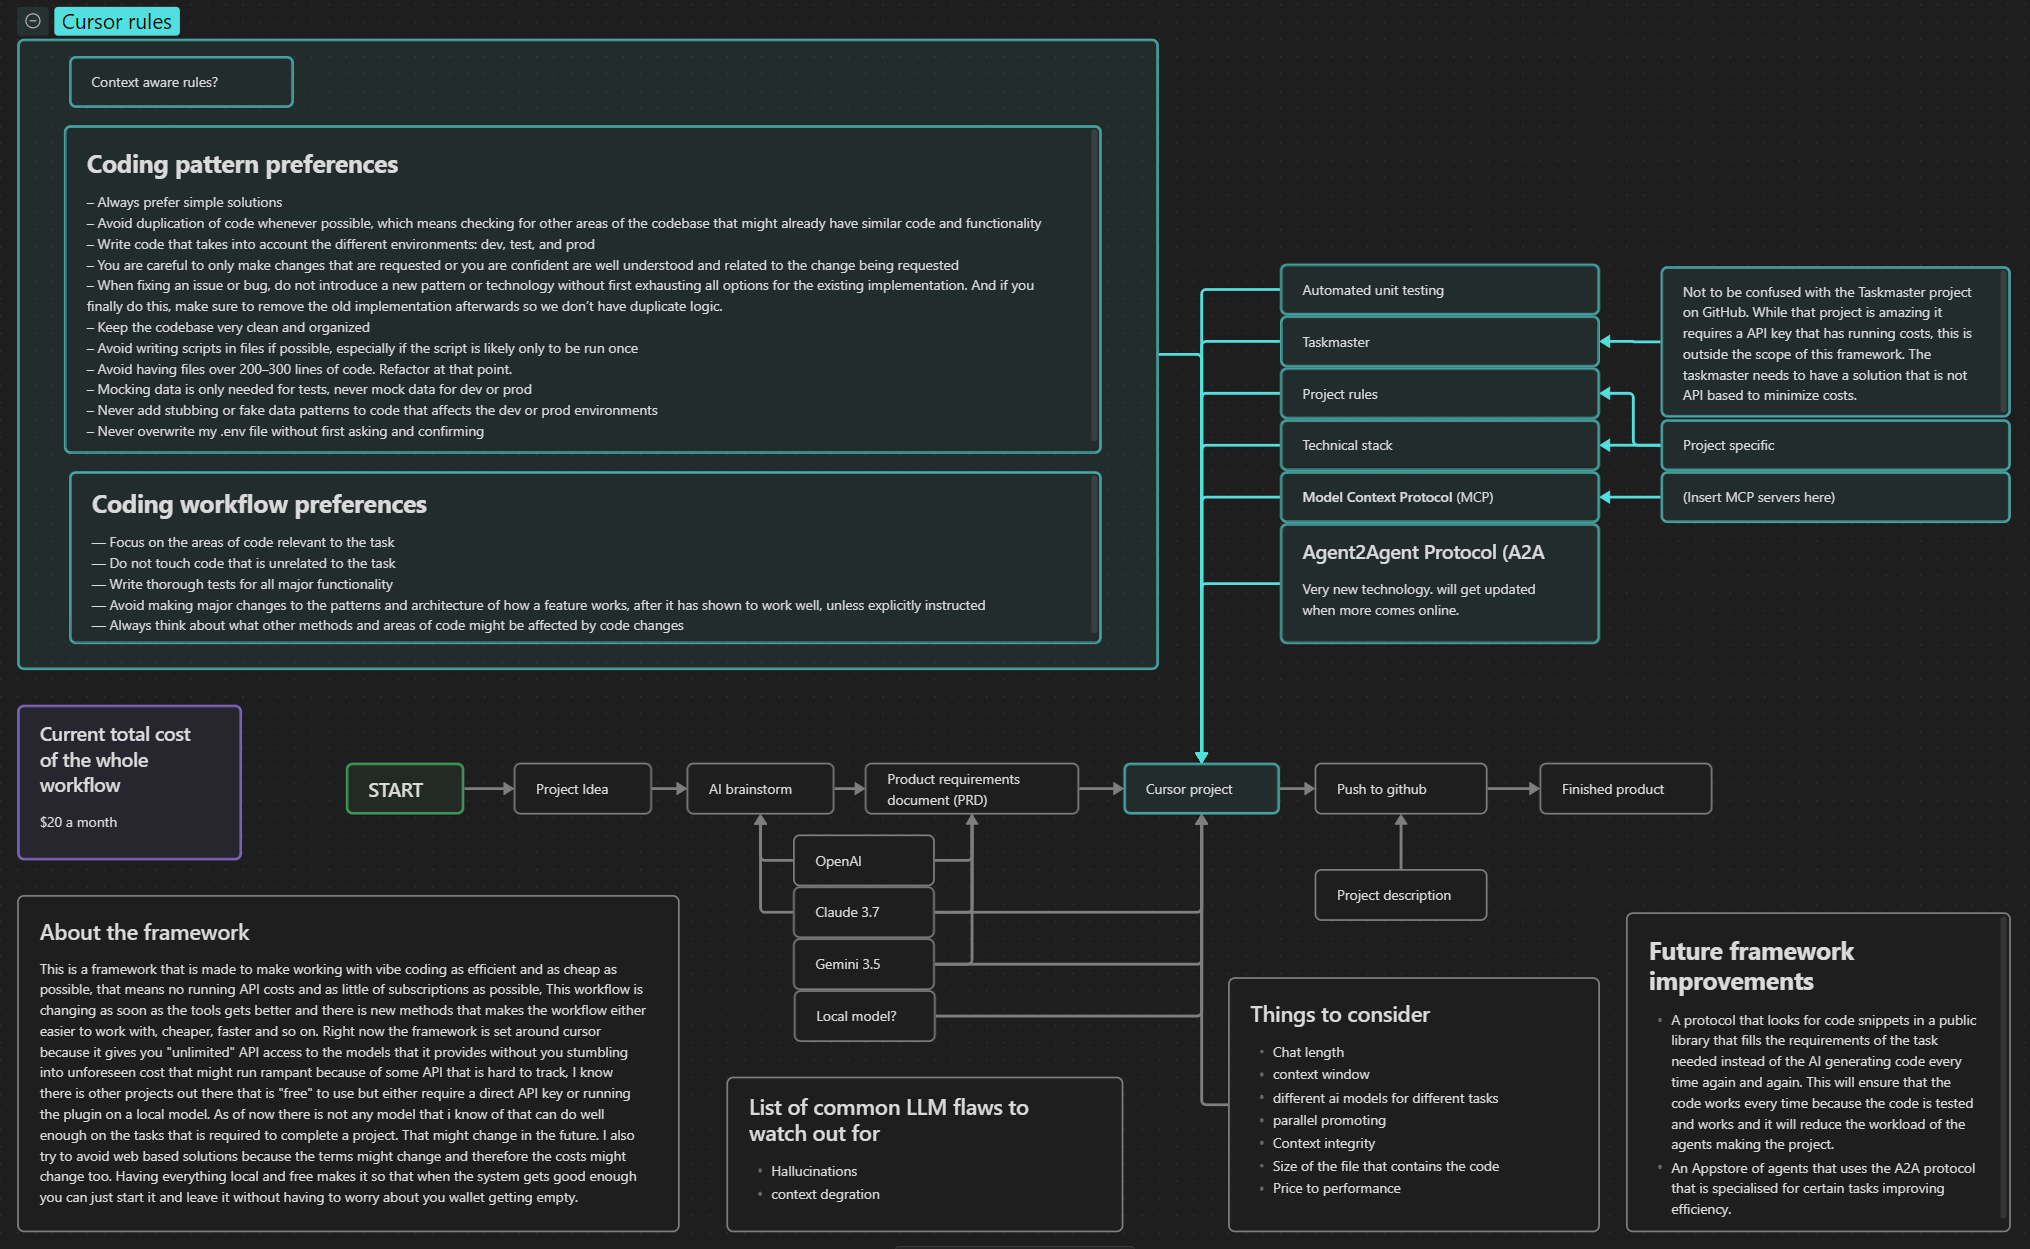 Cursor rules
Context aware rules?
Coding pattern preferences
– Always prefer simple solutions
– Avoid duplication of code whenever possible, which means checking for other areas of the codebase that might already have similar code and functionality
– Write code that takes into account the different environments: dev, test, and prod
– You are careful to only make changes that are requested or you are confident are well understood and related to the change being requested
– When fixing an issue or bug, do not introduce a new pattern or technology without first exhausting all options for the existing implementation. And if you
finally do this, make sure to remove the old implementation afterwards so we don’t have duplicate logic.
– Keep the codebase very clean and organized
– Avoid writing scripts in files if possible, especially if the script is likely only to be run once
– Avoid having files over 200–300 lines of code. Refactor at that point.
– Mocking data is only needed for tests, never mock data for dev or prod
– Never add stubbing or fake data patterns to code that affects the dev or prod environments
– Never overwrite my .env file without first asking and confirming
Coding workflow preferences
— Focus on the areas of code relevant to the task
— Do not touch code that is unrelated to the task
— Write thorough tests for all major functionality
— Avoid making major changes to the patterns and architecture of how a feature works, after it has shown to work well, unless explicitly instructed
— Always think about what other methods and areas of code might be affected by code changes
Automated unit testing
Taskmaster
Project rules
Technical stack
Model Context Protocol (MCP)
Agent2Agent Protocol (A2A
Very new technology. will get updated
when more comes online.
Not to be confused with the Taskmaster project
on GitHub. While that project is amazing it
requires a API key that has running costs, this is
outside the scope of this framework. The
taskmaster needs to have a solution that is not
API based to minimize costs.
Project specific
(Insert MCP servers here)
Current total cost
of the whole
workflow
$20 a month
START
Project Idea
AI brainstorm
Product requirements
document (PRD)
Cursor project
Push to github
Finished product
OpenAI
Claude 3.7
Gemini 3.5
Local model?
Project description
About the framework
This is a framework that is made to make working with vibe coding as efficient and as cheap as
possible, that means no running API costs and as little of subscriptions as possible, This workflow is
changing as soon as the tools gets better and there is new methods that makes the workflow either
easier to work with, cheaper, faster and so on. Right now the framework is set around cursor
because it gives you "unlimited" API access to the models that it provides without you stumbling
into unforeseen cost that might run rampant because of some API that is hard to track, I know
there is other projects out there that is "free" to use but either require a direct API key or running
the plugin on a local model. As of now there is not any model that i know of that can do well
enough on the tasks that is required to complete a project. That might change in the future. I also
try to avoid web based solutions because the terms might change and therefore the costs might
change too. Having everything local and free makes it so that when the system gets good enough
you can just start it and leave it without having to worry about you wallet getting empty.
List of common LLM flaws to
watch out for
• Hallucinations
• context degration
Things to consider
• Chat length
• context window
• different ai models for different tasks
• parallel promoting
• Context integrity
• Size of the file that contains the code
• Price to performance
Future framework
improvements
• A protocol that looks for code snippets in a public
library that fills the requirements of the task
needed instead of the AI generating code every
time again and again. This will ensure that the
code works every time because the code is tested
and works and it will reduce the workload of the
agents making the project.
• An Appstore of agents that uses the A2A protocol
that is specialised for certain tasks improving
efficiency.